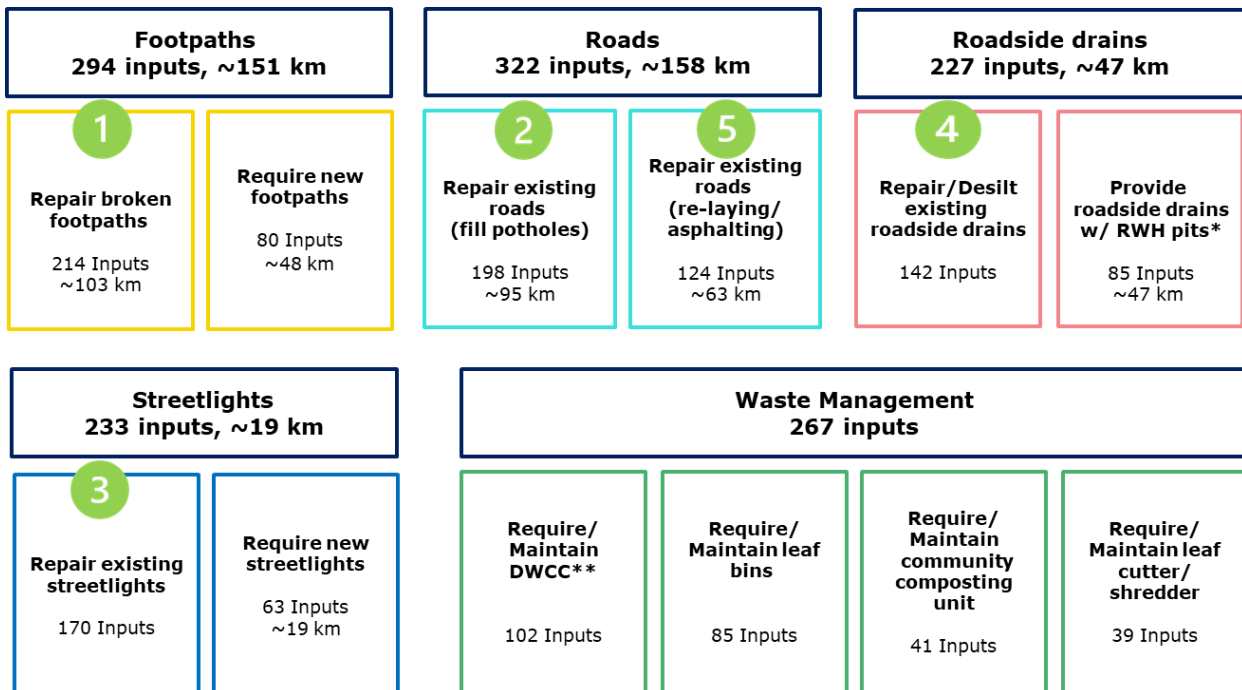 Footpaths
294 inputs, ~151 km
1
Repair broken
footpaths
214 Inputs
~103 km
Require new
footpaths
80 Inputs
~48 km
Roads
322 inputs, ~158 km
2
Repair existing
roads
(fill potholes)
198 Inputs
~95 km
5
Repair existing
roads
(re-laying/
asphalting)
124 Inputs
~63 km
Roadside drains
227 inputs, ~47 km
4
Repair/Desilt
existing
roadside drains
142 Inputs
Provide
roadside drains
w/ RWH pits*
85 Inputs
~47 km
Streetlights
233 inputs, ~19 km
3
Repair existing
streetlights
170 Inputs
Require new
streetlights
63 Inputs
~19 km
Waste Management
267 inputs
Require/
Maintain
DWCC**
102 Inputs
Require/
Maintain leaf
bins
85 Inputs
Require/
Maintain
community
composting
unit
41 Inputs
Require/
Maintain leaf
cutter/
shredder
39 Inputs